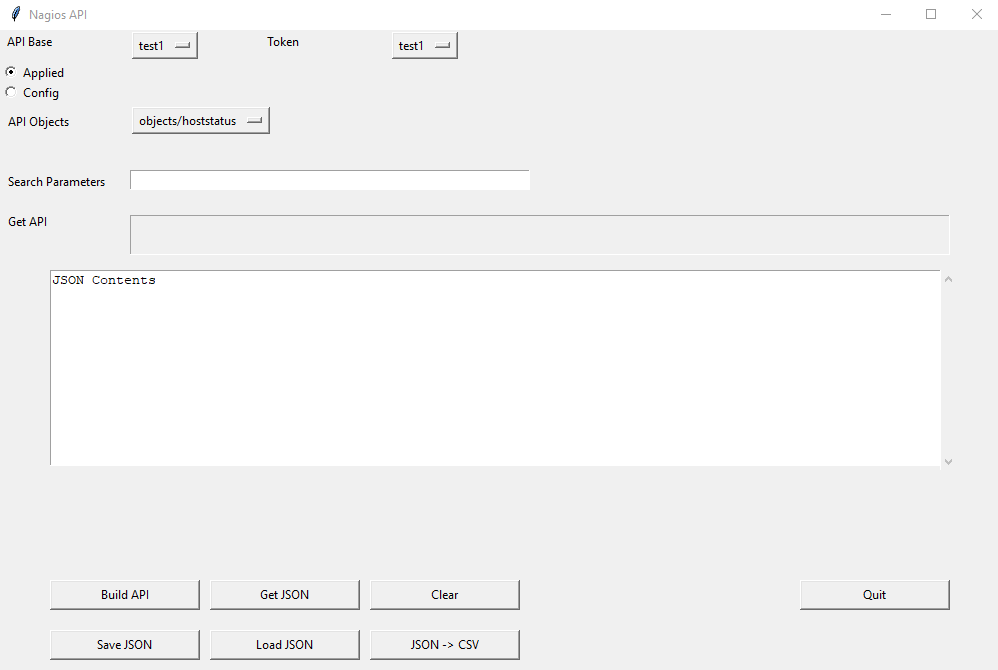 Nagios API
API Base test1 Token test1
Applied
Config
API Objects objects/hoststatus
Search Parameters
Get API
JSON Contents
Build API Get JSON Clear Quit
Save JSON Load JSON JSON -> CSV